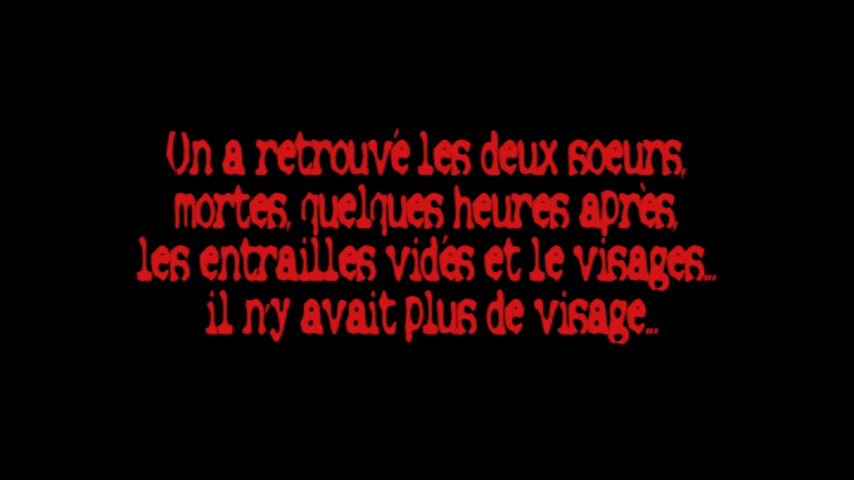 Un a retrouvé les deux soeurs,
mortes, quelques heures après,
les entrailles vidés et le visages...
il n'y avait plus de visage...